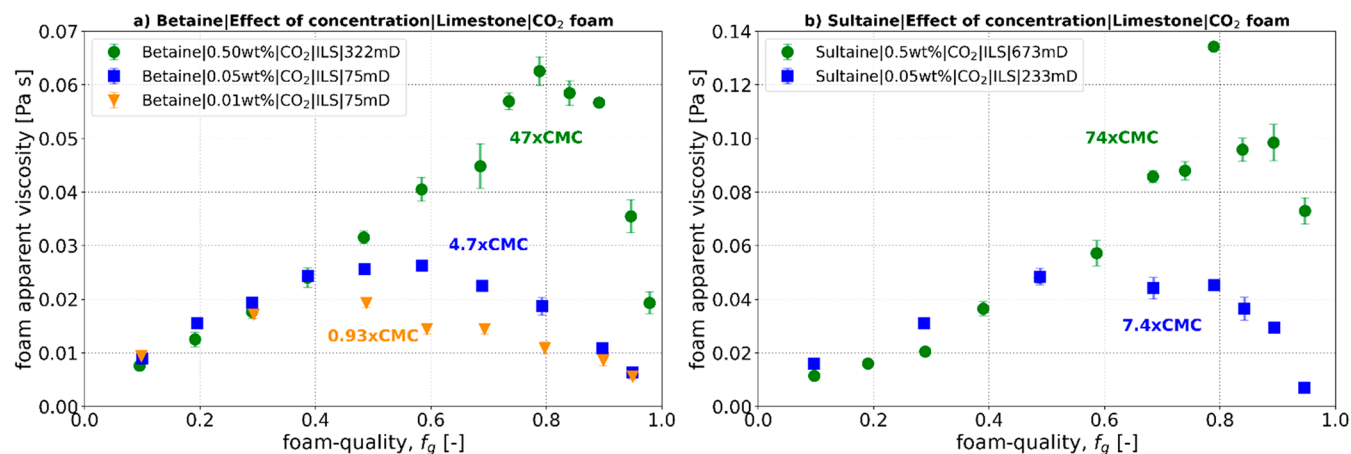 a) Betaine|Effect of concentration|Limestone|CO₂ foam
foam apparent viscosity [Pa s]
0.07
0.06
0.05
0.04
0.03
0.02
0.01
0.00
Betaine|0.50wt%|CO₂|ILS|322mD
Betaine|0.05wt%|CO₂|ILS|75mD
Betaine|0.01wt%|CO₂|ILS|75mD
47xCMC
4.7xCMC
0.93xCMC
0.0 0.2 0.4 0.6 0.8 1.0
foam-quality, f_g [-]
b) Sultaine|Effect of concentration|Limestone|CO₂ foam
foam apparent viscosity [Pa s]
0.14
0.12
0.10
0.08
0.06
0.04
0.02
0.00
Sultaine|0.5wt%|CO₂|ILS|673mD
Sultaine|0.05wt%|CO₂|ILS|233mD
74xCMC
7.4xCMC
0.0 0.2 0.4 0.6 0.8 1.0
foam-quality, f_g [-]